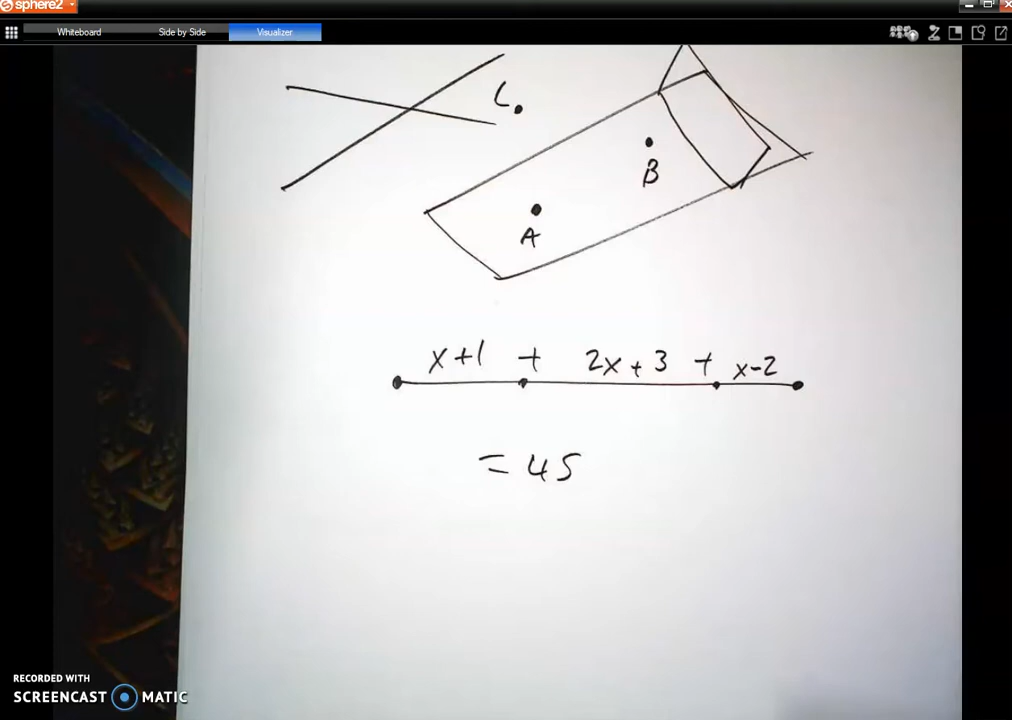 sphere2
Whiteboard
Side by Side
Visualizer
C
B
A
x+1 + 2x+3 + x-2
= 45
RECORDED WITH
SCREENCAST MATIC